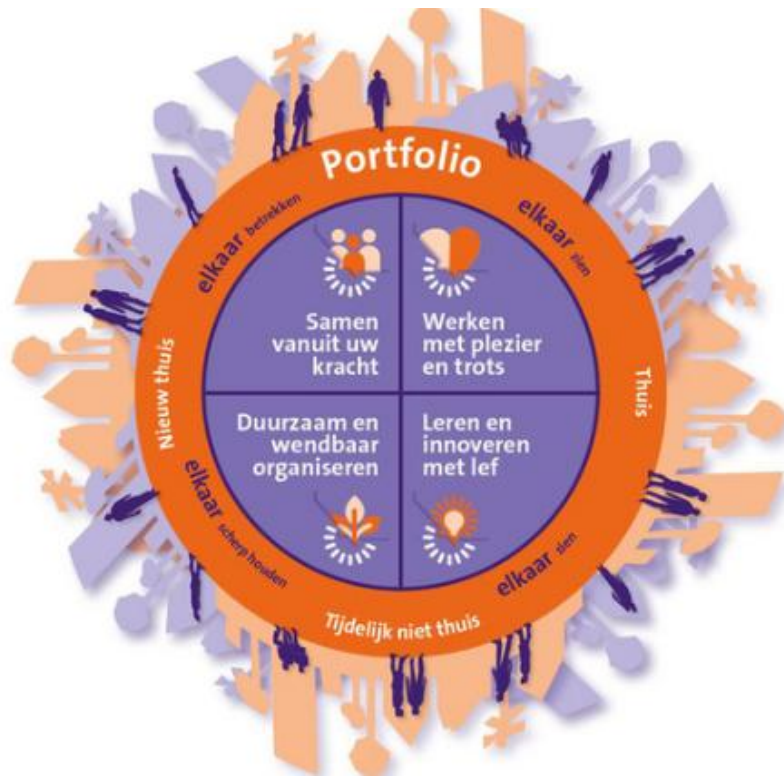 Portfolio
elkaar betrekken
elkaar zien
Samen
vanuit uw
kracht
Werken
met plezier
en trots
Nieuw thuis
Thuis
Duurzaam en
wendbaar
organiseren
Leren en
innoveren
met lef
elkaar scherp houden
elkaar zien
Tijdelijk niet thuis